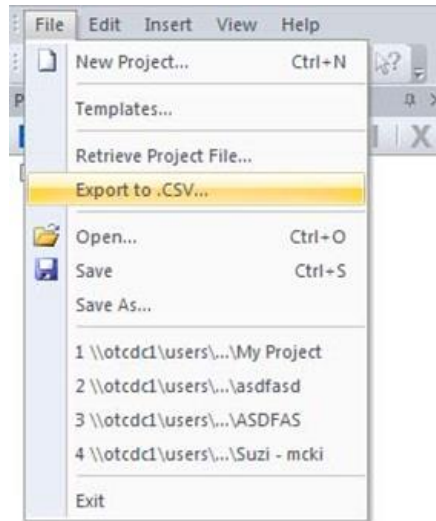 File Edit Insert View Help
New Project... Ctrl+N
Templates...
Retrieve Project File...
Export to .CSV...
Open... Ctrl+O
Save Ctrl+S
Save As...
1 \\otcdc1\users\...\My Project
2 \\otcdc1\users\...\asdfasd
3 \\otcdc1\users\...\ASDFAS
4 \\otcdc1\users\...\Suzi - mcki
Exit